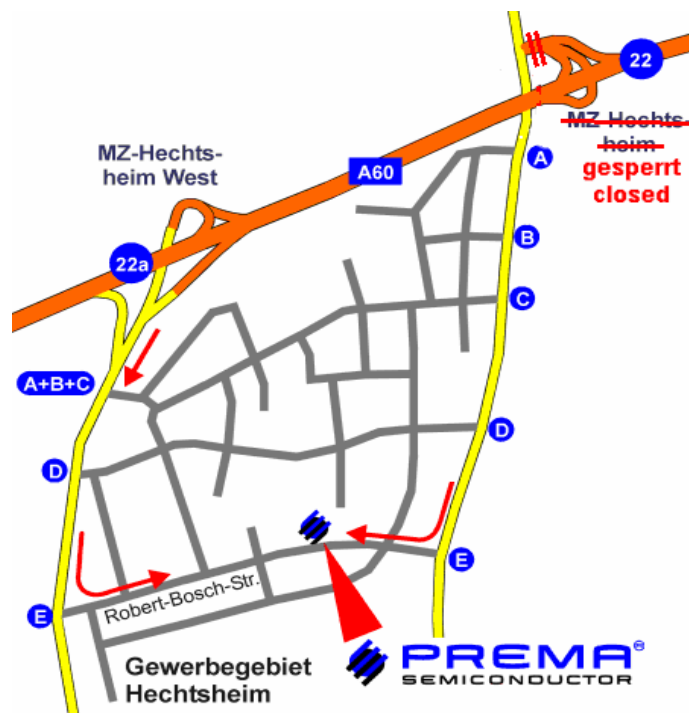 22
MZ-Hechts-
heim
gesperrt
closed
A
MZ-Hechts-
heim West
A60
B
22a
C
A+B+C
D
D
E
E
Robert-Bosch-Str.
Gewerbegebiet
Hechtsheim
PREMA®
SEMICONDUCTOR